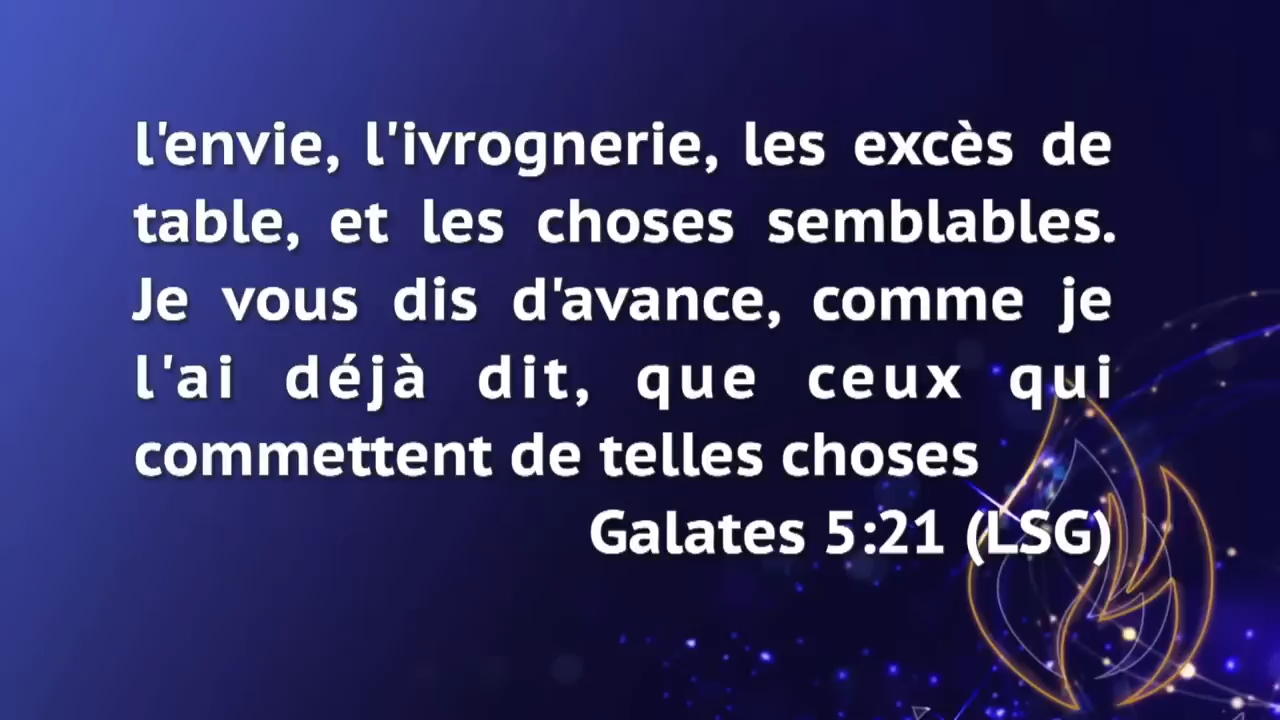 l'envie, l'ivrognerie, les excès de
table, et les choses semblables.
Je vous dis d'avance, comme je
l'ai déjà dit, que ceux qui
commettent de telles choses
Galates 5:21 (LSG)